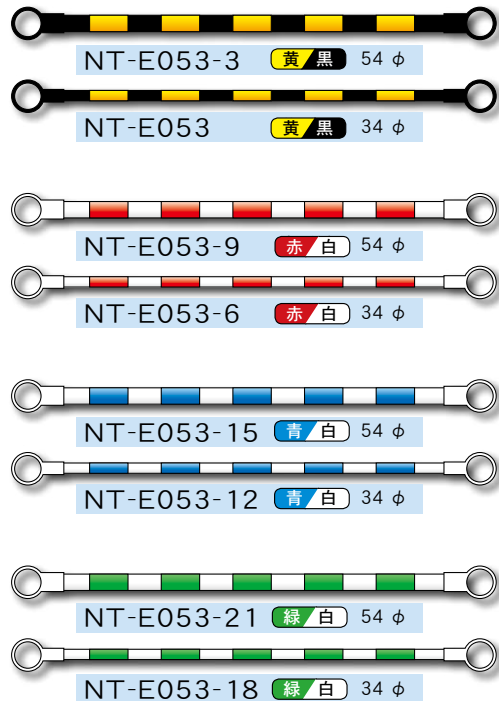 NT-E053-3 黄 黒 54 φ
NT-E053 黄 黒 34 φ
NT-E053-9 赤 白 54 φ
NT-E053-6 赤 白 34 φ
NT-E053-15 青 白 54 φ
NT-E053-12 青 白 34 φ
NT-E053-21 緑 白 54 φ
NT-E053-18 緑 白 34 φ